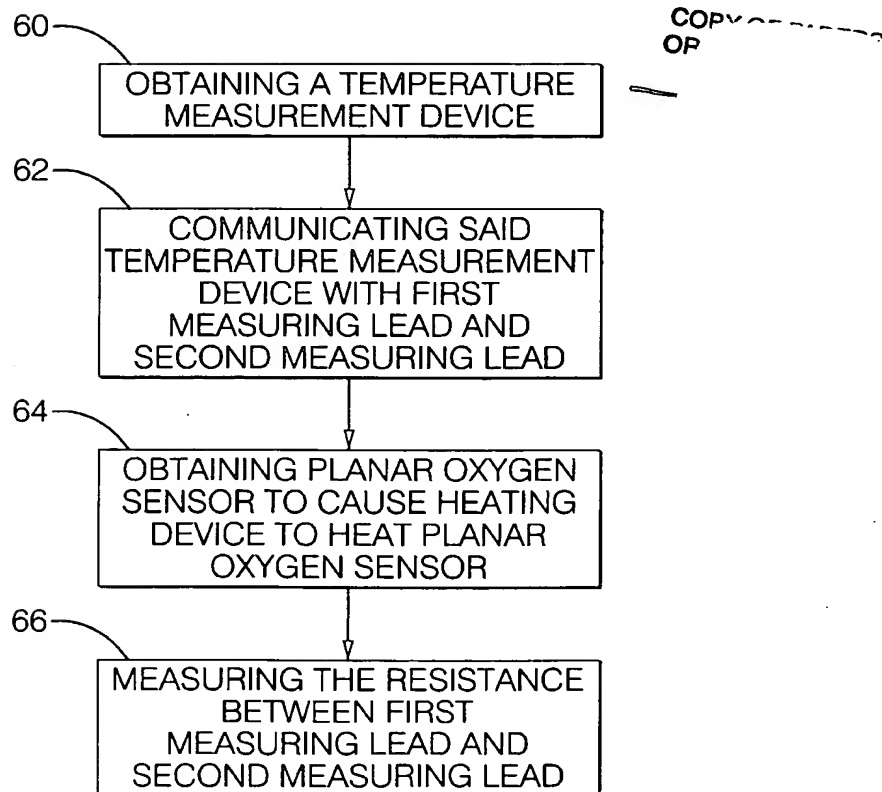 60
COPY OF
OF
OBTAINING A TEMPERATURE
MEASUREMENT DEVICE
62
COMMUNICATING SAID
TEMPERATURE MEASUREMENT
DEVICE WITH FIRST
MEASURING LEAD AND
SECOND MEASURING LEAD
64
OBTAINING PLANAR OXYGEN
SENSOR TO CAUSE HEATING
DEVICE TO HEAT PLANAR
OXYGEN SENSOR
66
MEASURING THE RESISTANCE
BETWEEN FIRST
MEASURING LEAD AND
SECOND MEASURING LEAD